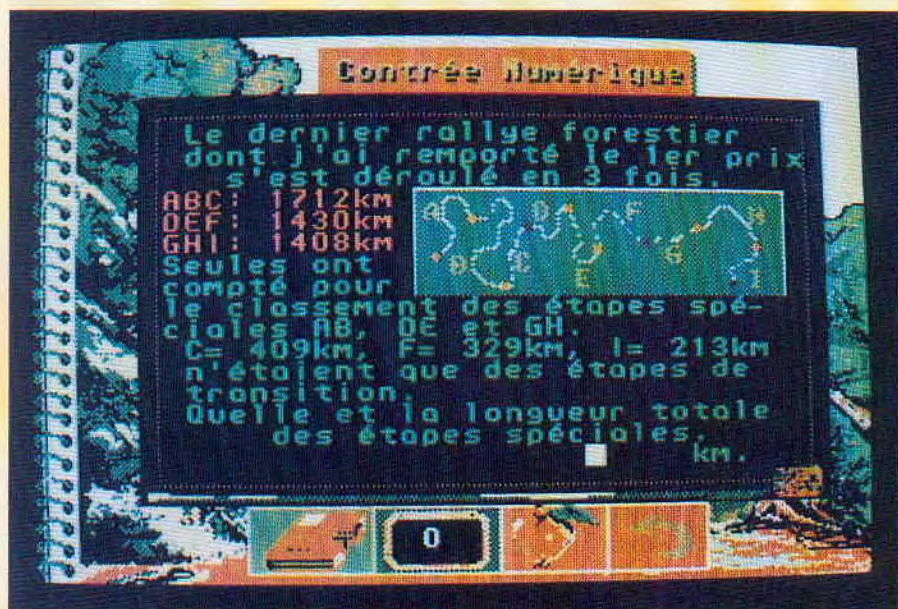 Contrée Numérique
Le dernier rallye forestier
dont j'ai remporté le 1er prix
s'est déroulé en 3 fois.
ABC: 1712km
DEF: 1430km
GHI: 1408km
A D F H
B C E G I
Seules ont
compté pour
le classement des étapes spé-
ciales AB, DE et GH.
C= 409km, F= 329km, I= 213km
n'étaient que des étapes de
transition.
Quelle et la longueur totale
des étapes spéciales.
km.
0